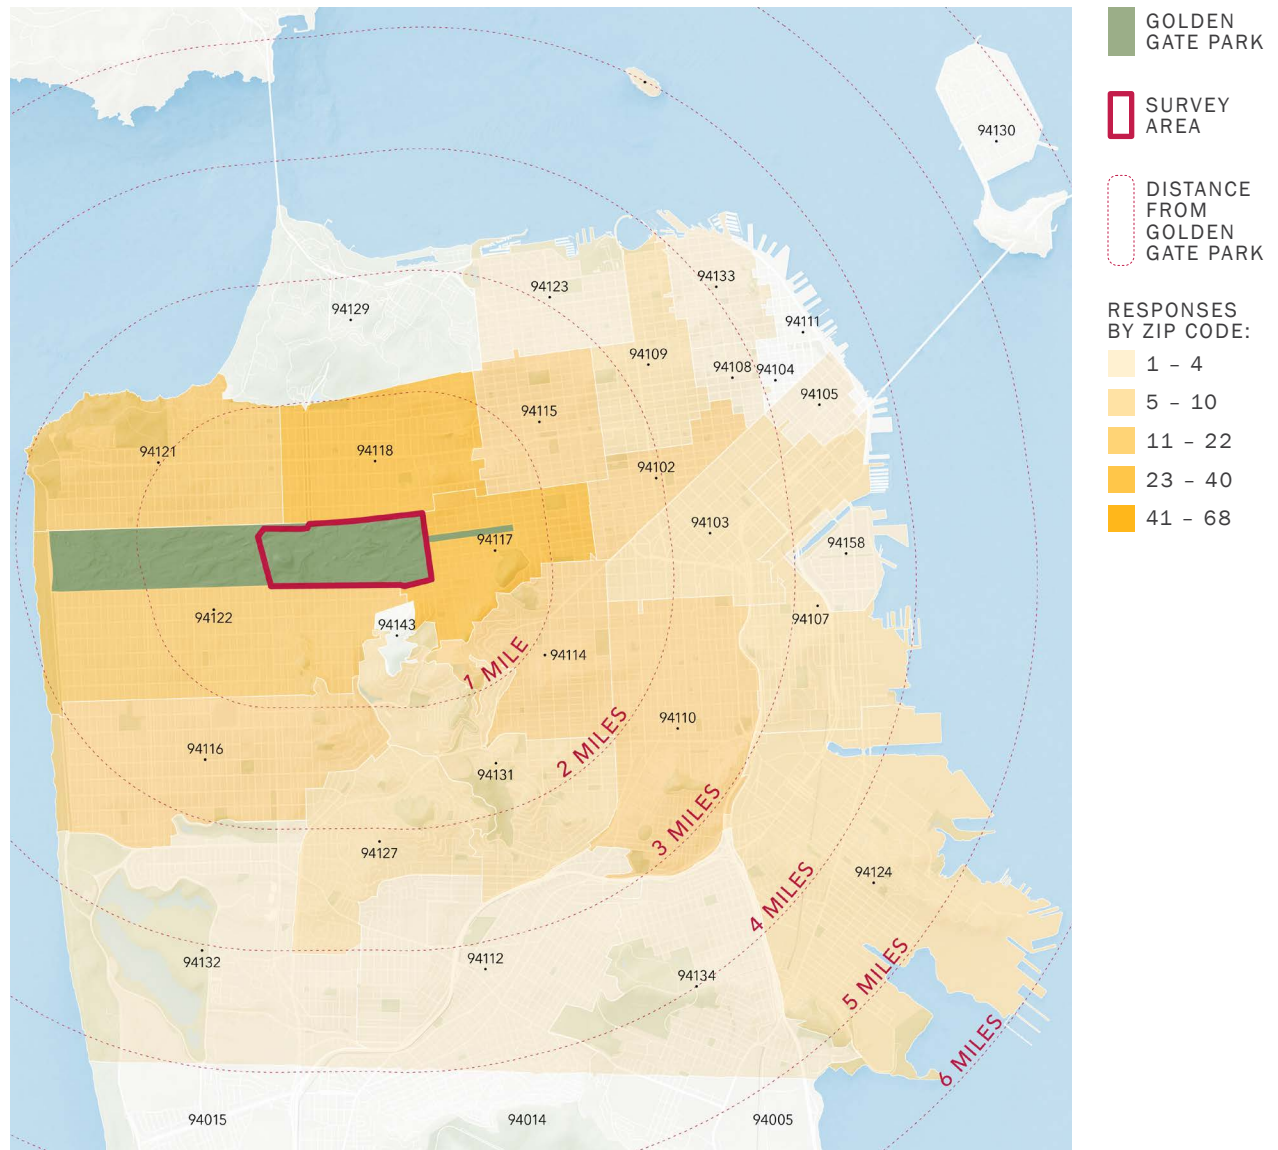 GOLDEN
GATE PARK
SURVEY
AREA
DISTANCE
FROM
GOLDEN
GATE PARK
RESPONSES
BY ZIP CODE:
1 – 4
5 – 10
11 – 22
23 – 40
41 – 68
94130
94133
94123
94129
94111
94109
94108
94104
94105
94115
94121
94118
94102
94103
94117
94158
94122
94107
94143
1 MILE
94114
94110
2 MILES
94116
94131
3 MILES
94127
94124
4 MILES
94132
94112
94134
5 MILES
6 MILES
94015
94014
94005